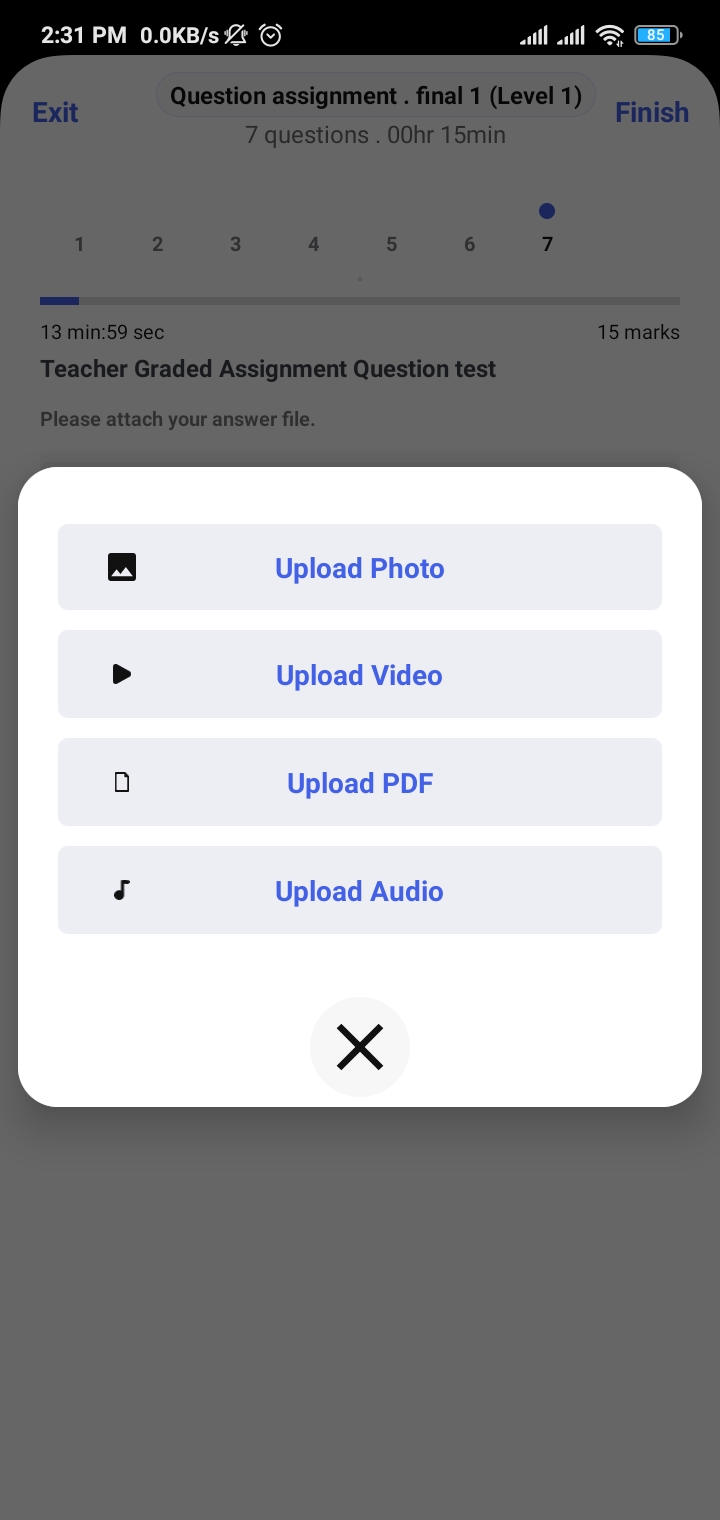 2:31 PM 0.0KB/s 85
Exit
Question assignment . final 1 (Level 1)
Finish
7 questions . 00hr 15min
1 2 3 4 5 6 7
13 min:59 sec 15 marks
Teacher Graded Assignment Question test
Please attach your answer file.
Upload Photo
Upload Video
Upload PDF
Upload Audio